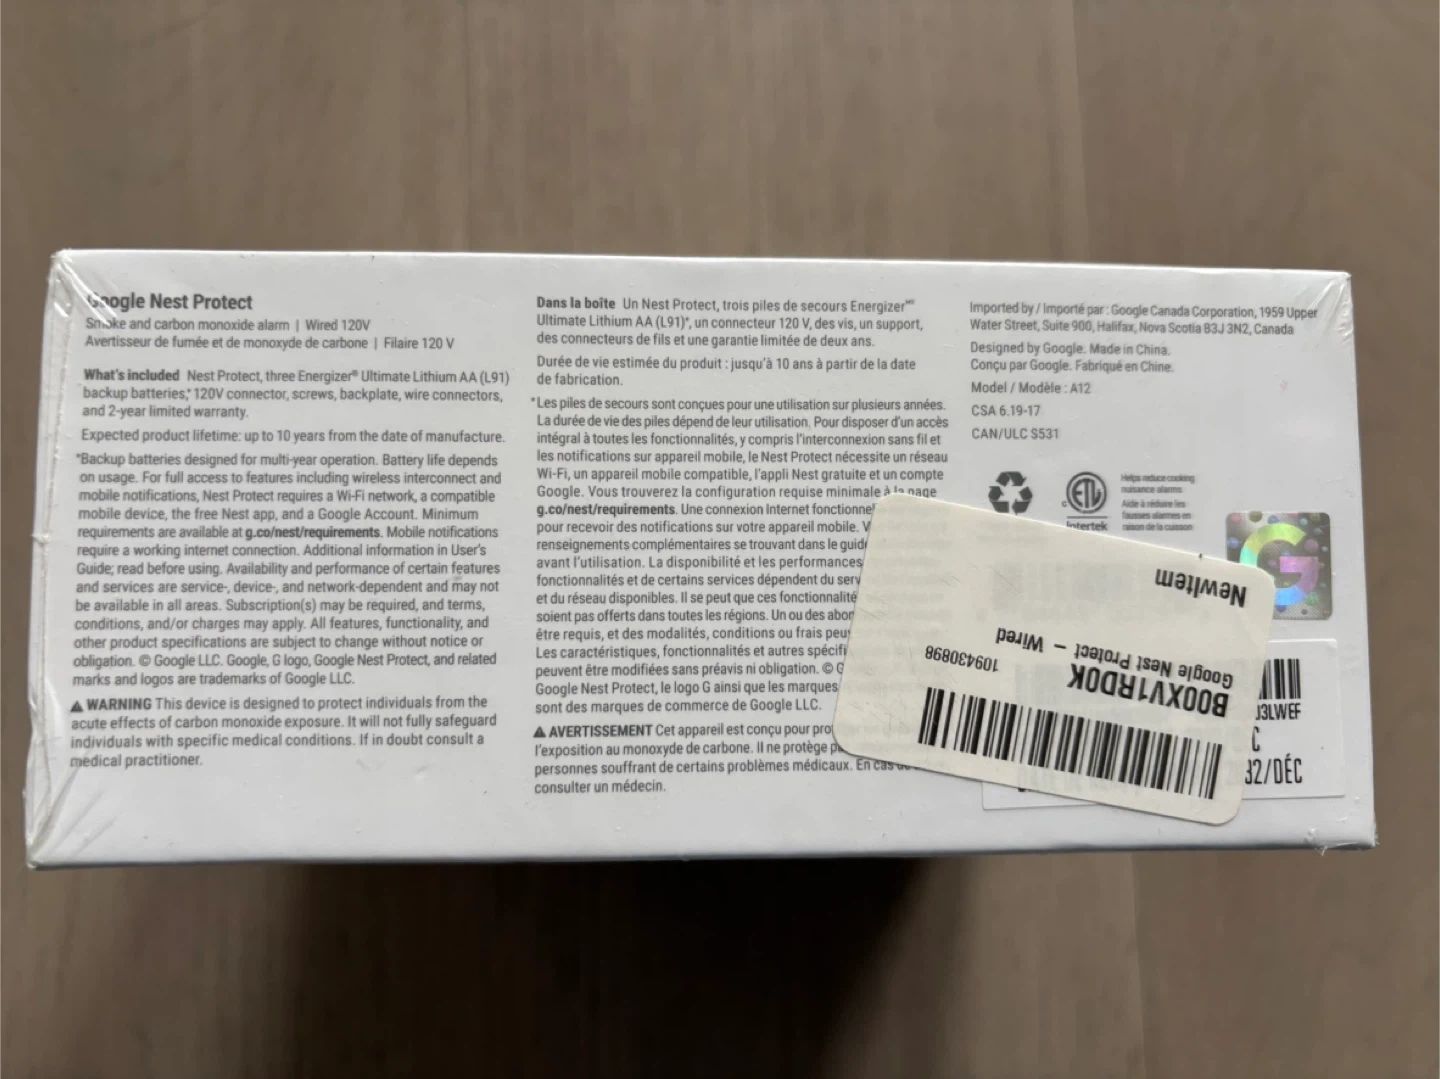 Google Nest Protect
Smoke and carbon monoxide alarm | Wired 120V
Avertisseur de fumée et de monoxyde de carbone | Filaire 120 V
What's included Nest Protect, three Energizer® Ultimate Lithium AA (L91)
backup batteries,* 120V connector, screws, backplate, wire connectors,
and 2-year limited warranty.
Expected product lifetime: up to 10 years from the date of manufacture.
*Backup batteries designed for multi-year operation. Battery life depends
on usage. For full access to features including wireless interconnect and
mobile notifications, Nest Protect requires a Wi-Fi network, a compatible
mobile device, the free Nest app, and a Google Account. Minimum
requirements are available at g.co/nest/requirements. Mobile notifications
require a working internet connection. Additional information in User's
Guide; read before using. Availability and performance of certain features
and services are service-, device-, and network-dependent and may not
be available in all areas. Subscription(s) may be required, and terms,
conditions, and/or charges may apply. All features, functionality, and
other product specifications are subject to change without notice or
obligation. © Google LLC. Google, G logo, Google Nest Protect, and related
marks and logos are trademarks of Google LLC.
⚠ WARNING This device is designed to protect individuals from the
acute effects of carbon monoxide exposure. It will not fully safeguard
individuals with specific medical conditions. If in doubt consult a
medical practitioner.
Dans la boîte Un Nest Protect, trois piles de secours Energizer
Ultimate Lithium AA (L91)*, un connecteur 120 V, des vis, un support,
des connecteurs de fils et une garantie limitée de deux ans.
Durée de vie estimée du produit : jusqu'à 10 ans à partir de la date
de fabrication.
*Les piles de secours sont conçues pour une utilisation sur plusieurs années.
La durée de vie des piles dépend de leur utilisation. Pour disposer d'un accès
intégral à toutes les fonctionnalités, y compris l'interconnexion sans fil et
les notifications sur appareil mobile, le Nest Protect nécessite un réseau
Wi-Fi, un appareil mobile compatible, l'appli Nest gratuite et un compte
Google. Vous trouverez la configuration requise minimale à la page
g.co/nest/requirements. Une connexion Internet fonctionnel
pour recevoir des notifications sur votre appareil mobile. V
renseignements complémentaires se trouvant dans le guide
avant l'utilisation. La disponibilité et les performances
fonctionnalités et de certains services dépendent du serv
et du réseau disponibles. Il se peut que ces fonctionnalité
soient pas offerts dans toutes les régions. Un ou des abon
être requis, et des modalités, conditions ou frais peuv
Les caractéristiques, fonctionnalités et autres spécifi
peuvent être modifiées sans préavis ni obligation. © G
Google Nest Protect, le logo G ainsi que les marques
sont des marques de commerce de Google LLC.
⚠ AVERTISSEMENT Cet appareil est conçu pour pro
l'exposition au monoxyde de carbone. Il ne protège p
personnes souffrant de certains problèmes médicaux. En cas
consulter un médecin.
Imported by / Importé par : Google Canada Corporation, 1959 Upper
Water Street, Suite 900, Halifax, Nova Scotia B3J 3N2, Canada
Designed by Google. Made in China.
Conçu par Google. Fabriqué en Chine.
Model / Modèle : A12
CSA 6.19-17
CAN/ULC S531
ETL
c
Intertek
Helps reduce cooking
nuisance alarms
Aide à réduire les
fausses alarmes en
raison de la cuisson
G
B00XV1RD0K
109430898
Google Nest Protect – Wired
NewItem
J3LWEF
C
32/DÉC